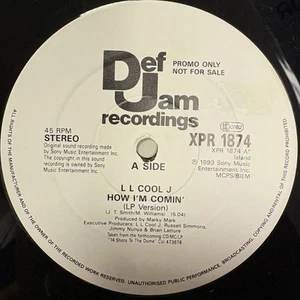 Def
Jam
recordings
PROMO ONLY
NOT FOR SALE
45 RPM
STEREO
XPR 1874
XPR 1874 A
Original sound recording made
by Sony Music Entertainment Inc.
The copyright in this sound
recording is owned by Sony Music
Entertainment Inc.
A SIDE
℗ 1993 Sony Music
Entertainment Inc.
Island
MCPS/BIEM
L L COOL J
HOW I'M COMIN'
(LP Version)
(J. T. Smith/M. Williams) (5.04)
Produced by Marley Marl
Executive Producers: L L Cool J, Russell Simmons,
Jimmy Nunya & Brian Latture
Taken from the forthcoming CD/MC/LP
'14 Shots To The Dome' Cat: 473678
ALL RIGHTS OF THE MANUFACTURER AND OF THE OWNER OF THE RECORDED WORK RESERVED. UNAUTHORISED PUBLIC PERFORMANCE, BROADCASTING AND COPYING OF THIS RECORD PROHIBITED